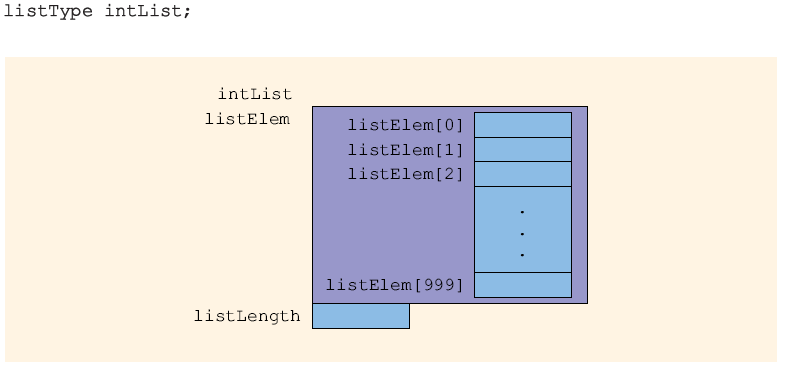 listType intList;
intList
listElem
listElem[0]
listElem[1]
listElem[2]
.
.
.
listElem[999]
listLength